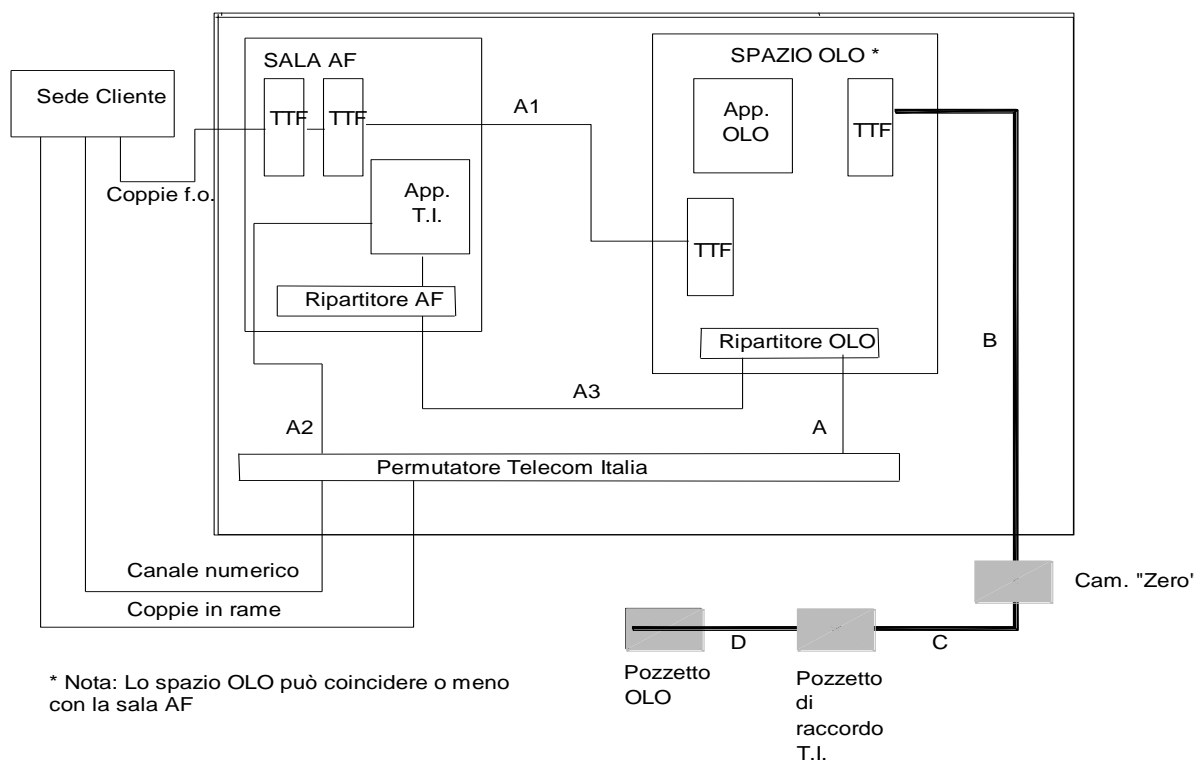 SALA AF
SPAZIO OLO *
Sede Cliente
TTF
TTF
A1
App.
OLO
TTF
Coppie f.o.
App.
T.I.
TTF
Ripartitore AF
Ripartitore OLO
B
A3
A2
A
Permutatore Telecom Italia
Canale numerico
Coppie in rame
Cam. "Zero'
D
C
Pozzetto
OLO
Pozzetto
di
raccordo
T.I.
* Nota: Lo spazio OLO può coincidere o meno
con la sala AF